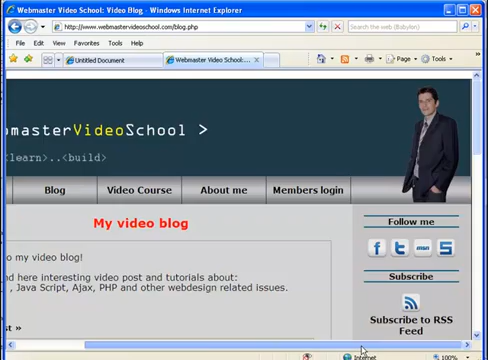 Webmaster Video School: Video Blog - Windows Internet Explorer
http://www.webmastervideoschool.com/blog.php
Search the Web (Babylon)
File Edit View Favorites Tools Help
Untitled Document
Webmaster Video School:...
Page Tools
bmasterVideoSchool >
<learn>..<build>
Blog Video Course About me Members login
My video blog
Follow me
f t msn S
o my video blog!
nd here interesting video post and tutorials about:
, Java Script, Ajax, PHP and other webdesign related issues.
Subscribe
Subscribe to RSS
Feed
st »
Internet
100%